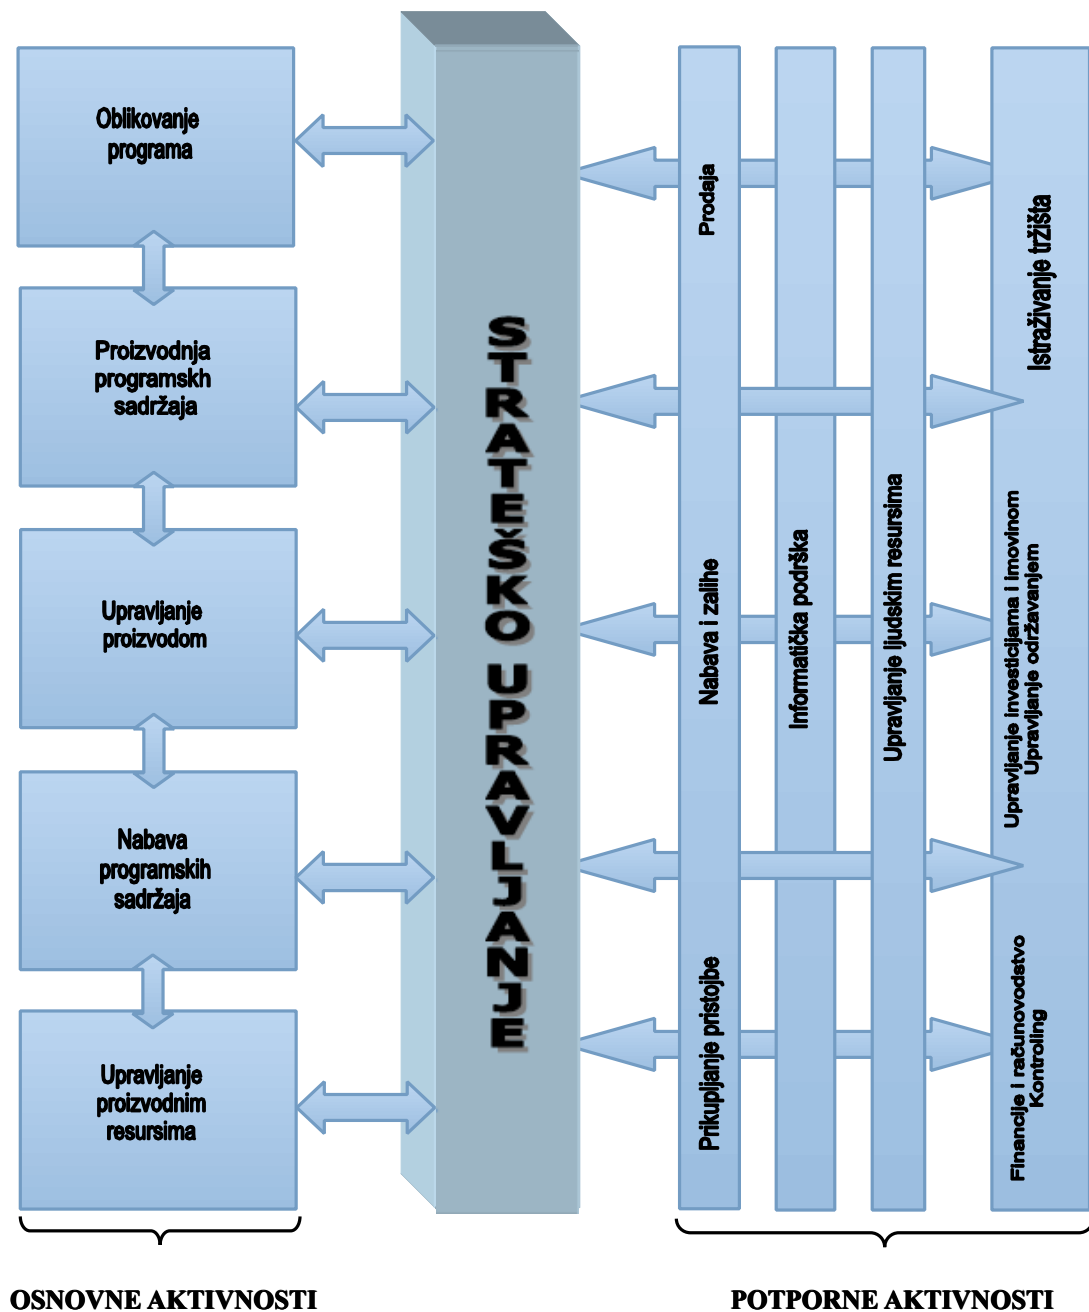 Oblikovanje
programa
Proizvodnja
programskh
sadržaja
Upravljanje
proizvodom
Nabava
programskih
sadržaja
Upravljanje
proizvodnim
resursima
STRATEŠKO UPRAVLJANJE
Prodaja
Nabava i zalihe
Prikupljanje pristojbe
Informatička podrška
Upravljanje ljudskim resursima
Istraživanje tržišta
Upravljanje investicijama i imovinom
Upravljanje održavanjem
Financije i računovodstvo
Kontroling
OSNOVNE AKTIVNOSTI
POTPORNE AKTIVNOSTI